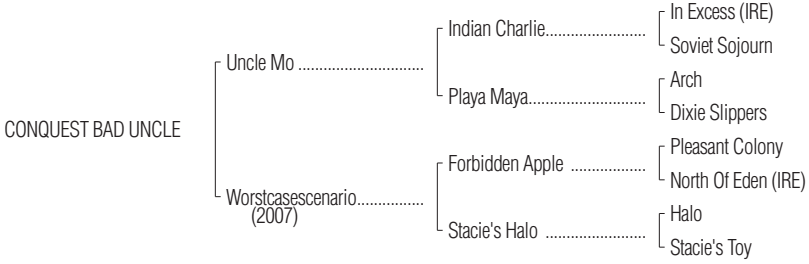 In Excess (IRE)
Indian Charlie.........................
Soviet Sojourn
Uncle Mo ...............................
Arch
Playa Maya.............................
Dixie Slippers
CONQUEST BAD UNCLE
Pleasant Colony
Forbidden Apple ...................
North Of Eden (IRE)
Worstcasescenario................
(2007)
Halo
Stacie's Halo .........................
Stacie's Toy